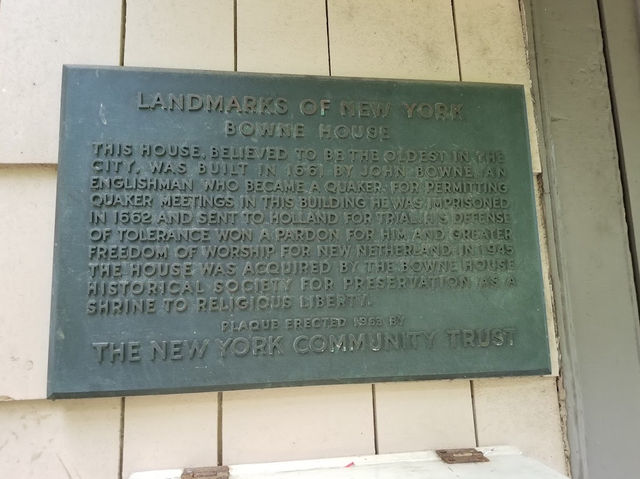 LANDMARKS OF NEW YORK
BOWNE HOUSE
THIS HOUSE, BELIEVED TO BE THE OLDEST IN THE
CITY, WAS BUILT IN 1661 BY JOHN BOWNE, AN
ENGLISHMAN WHO BECAME A QUAKER. FOR PERMITTING
QUAKER MEETINGS IN THIS BUILDING HE WAS IMPRISONED
IN 1662 AND SENT TO HOLLAND FOR TRIAL. HIS DEFENSE
OF TOLERANCE WON A PARDON FOR HIM AND GREATER
FREEDOM OF WORSHIP FOR NEW NETHERLAND. IN 1945
THE HOUSE WAS ACQUIRED BY THE BOWNE HOUSE
HISTORICAL SOCIETY FOR PRESERVATION AS A
SHRINE TO RELIGIOUS LIBERTY.
PLAQUE ERECTED 1963 BY
THE NEW YORK COMMUNITY TRUST